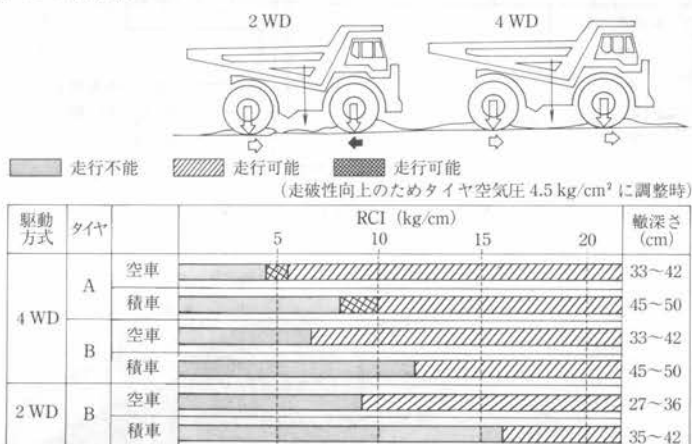 2 WD 4 WD
走行不能 走行可能 走行可能
(走破性向上のためタイヤ空気圧 4.5 kg/cm² に調整時)
駆動方式 タイヤ RCI (kg/cm) 轍深さ (cm)
5 10 15 20
4 WD A 空車 33～42
積車 45～50
B 空車 33～42
積車 45～50
2 WD B 空車 27～36
積車 35～42